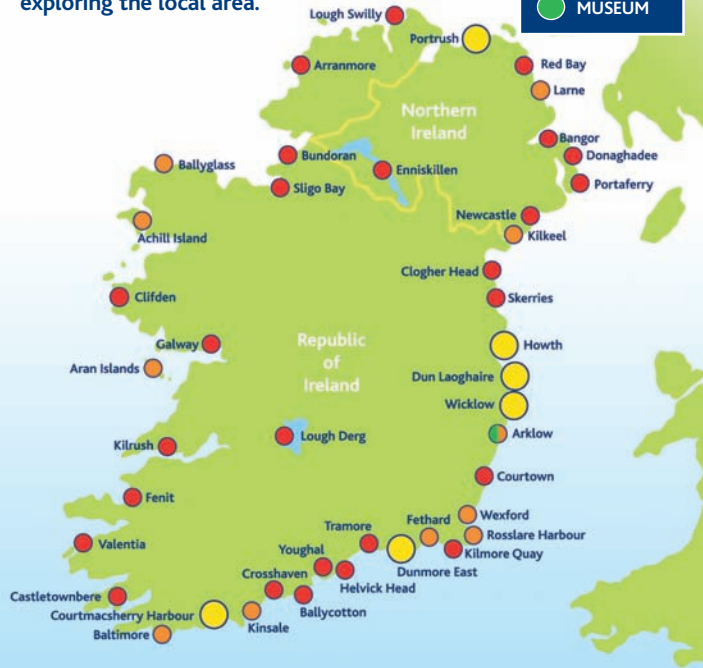 exploring the local area.
MUSEUM
Lough Swilly
Portrush
Arranmore
Red Bay
Larne
Northern
Ireland
Bangor
Bundoran
Donaghadee
Ballyglass
Enniskillen
Sligo Bay
Portaferry
Newcastle
Achill Island
Kilkeel
Clogher Head
Clifden
Skerries
Galway
Republic
of
Ireland
Howth
Aran Islands
Dun Laoghaire
Wicklow
Lough Derg
Arklow
Kilrush
Courtown
Fenit
Wexford
Fethard
Tramore
Rosslare Harbour
Valentia
Youghal
Kilmore Quay
Crosshaven
Dunmore East
Helvick Head
Castletownbere
Courtmacsherry Harbour
Ballycotton
Kinsale
Baltimore